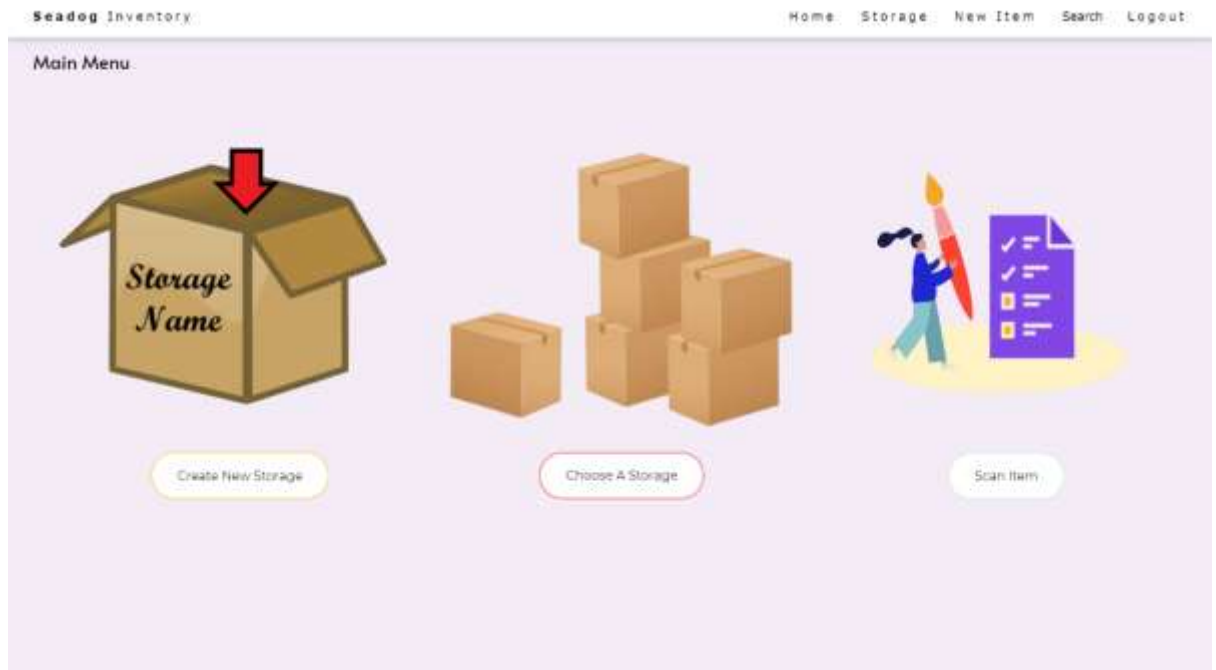 Seadog Inventory
Home Storage New Item Search Logout
Main Menu
Storage
Name
Create New Storage
Choose A Storage
Scan Item